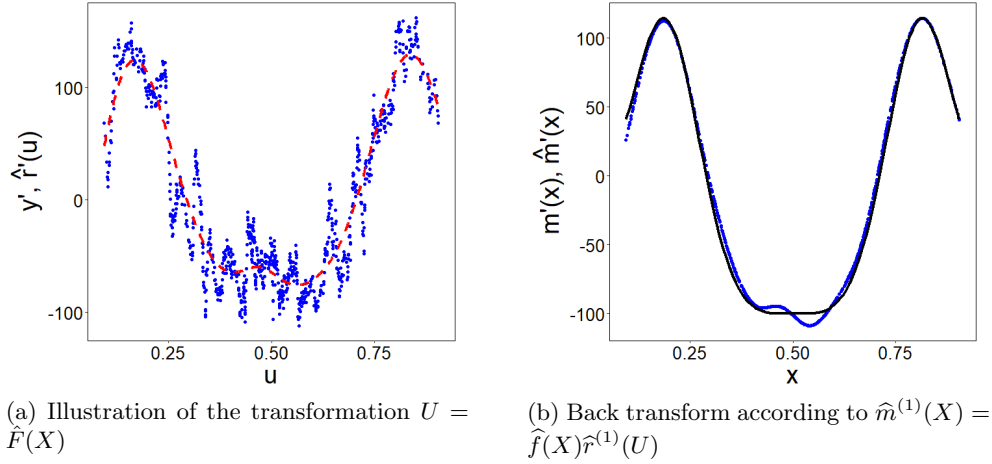 100
0
-100
y', r̂'(u)
0.25 0.50 0.75
u
100
50
0
-50
-100
m'(x), m̂'(x)
0.25 0.50 0.75
x
(a) Illustration of the transformation U =
F̂(X)
(b) Back transform according to m̂⁽¹⁾(X) =
f̂(X)r̂⁽¹⁾(U)